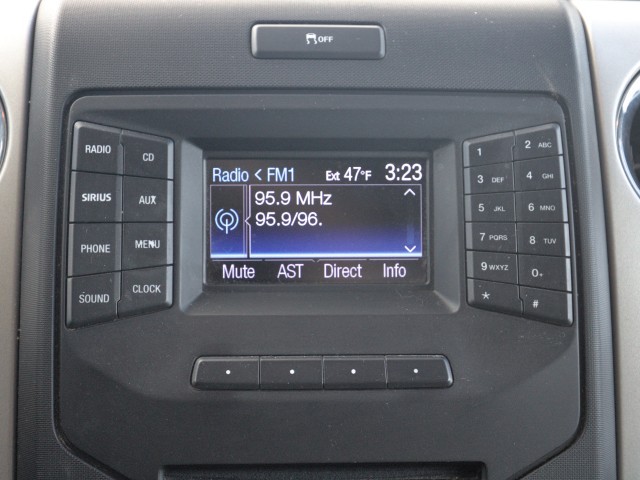 OFF
RADIO
CD
SIRIUS
AUX
PHONE
MENU
SOUND
CLOCK
Radio < FM1 Ext 47°F 3:23
95.9 MHz
95.9/96.
Mute AST Direct Info
1
2 ABC
3 DEF
4 GHI
5 JKL
6 MNO
7 PQRS
8 TUV
9 WXYZ
0+
*
#